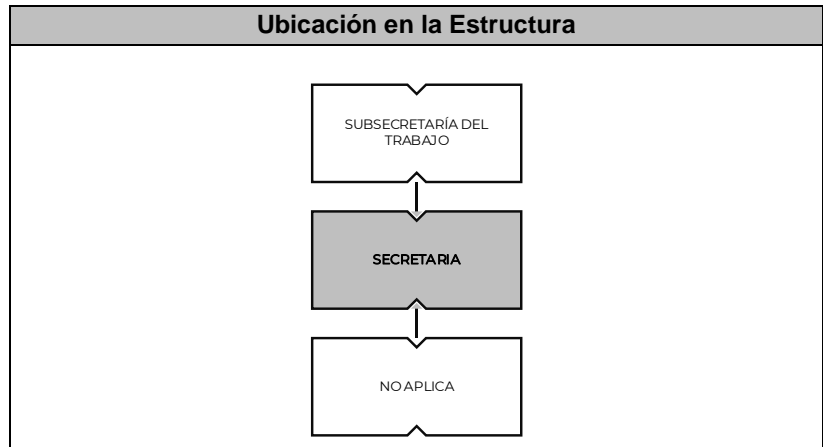 Ubicación en la Estructura
SUBSECRETARÍA DEL
TRABAJO
SECRETARIA
NO APLICA